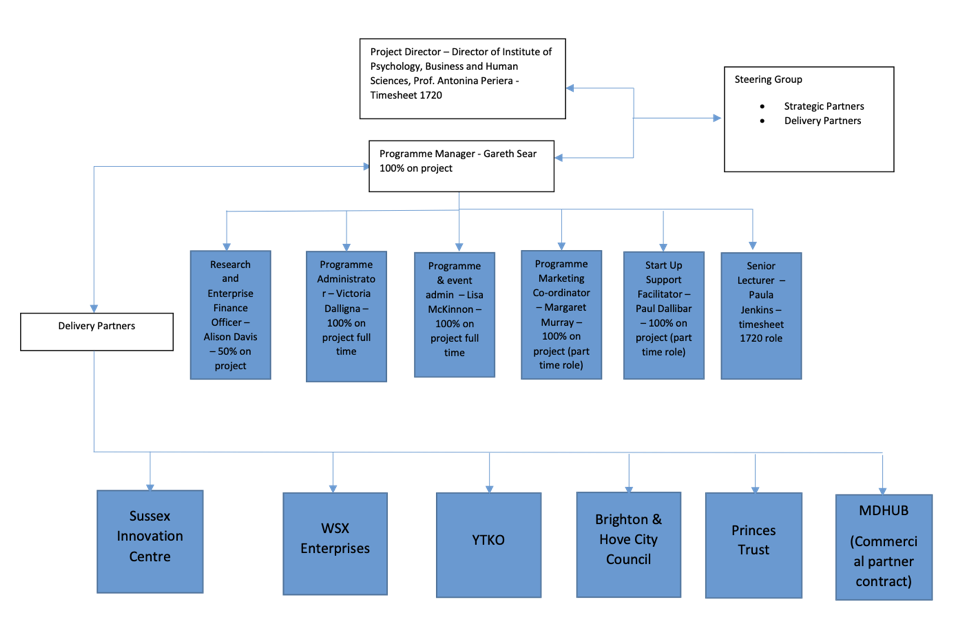 Project Director – Director of Institute of
Psychology, Business and Human
Sciences, Prof. Antonina Periera -
Timesheet 1720
Steering Group
• Strategic Partners
• Delivery Partners
Programme Manager - Gareth Sear
100% on project
Research
and
Enterprise
Finance
Officer –
Alison Davis
– 50% on
project
Programme
Administrato
r – Victoria
Dalligna –
100% on
project full
time
Programme
& event
admin – Lisa
McKinnon –
100% on
project full
time
Programme
Marketing
Co-ordinator
– Margaret
Murray –
100% on
project (part
time role)
Start Up
Support
Facilitator –
Paul Dallibar
– 100% on
project (part
time role)
Senior
Lecturer –
Paula
Jenkins –
timesheet
1720 role
Delivery Partners
Sussex
Innovation
Centre
WSX
Enterprises
YTKO
Brighton &
Hove City
Council
Princes
Trust
MDHUB
(Commerci
al partner
contract)